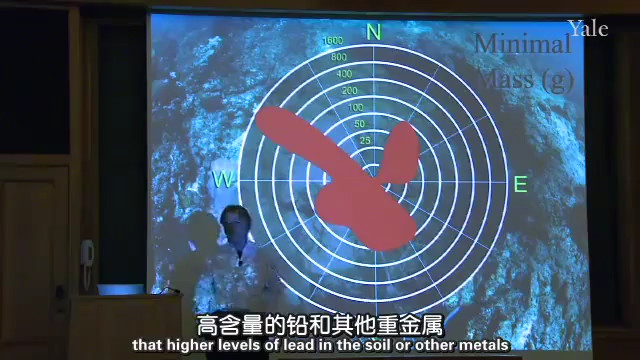 Yale
N
Minimal
Mass (g)
1600
800
400
200
100
50
25
W
E
高含量的铅和其他重金属
that higher levels of lead in the soil or other metals